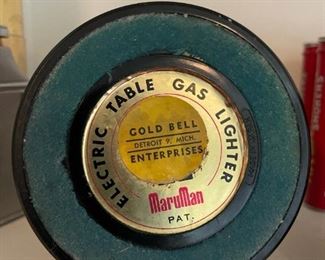 ELECTRIC TABLE GAS LIGHTER
GOLD BELL
DETROIT 9, MICH.
ENTERPRISES
MaruMan
PAT.